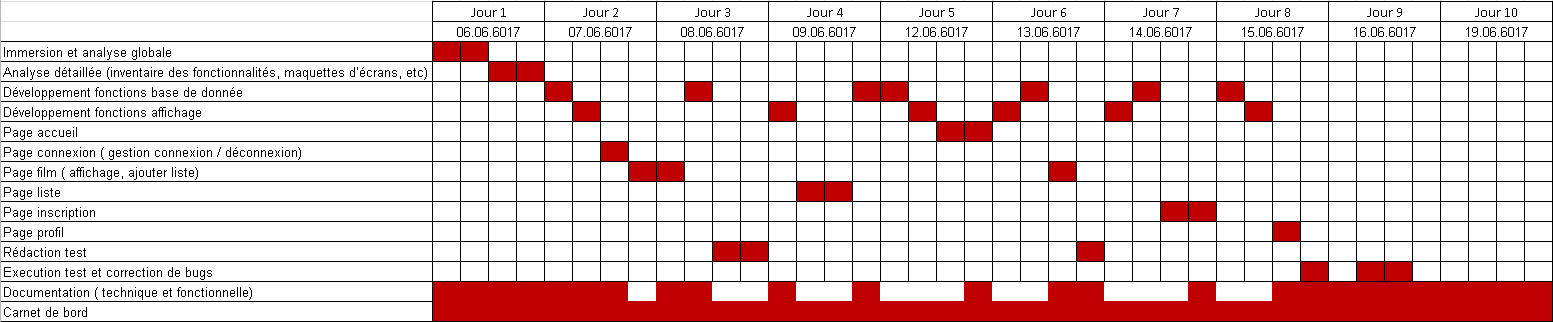 Jour 1 Jour 2 Jour 3 Jour 4 Jour 5 Jour 6 Jour 7 Jour 8 Jour 9 Jour 10
06.06.6017 07.06.6017 08.06.6017 09.06.6017 12.06.6017 13.06.6017 14.06.6017 15.06.6017 16.06.6017 19.06.6017
Immersion et analyse globale
Analyse détaillée (inventaire des fonctionnalités, maquettes d'écrans, etc)
Développement fonctions base de donnée
Développement fonctions affichage
Page accueil
Page connexion ( gestion connexion / déconnexion)
Page film ( affichage, ajouter liste)
Page liste
Page inscription
Page profil
Rédaction test
Execution test et correction de bugs
Documentation ( technique et fonctionnelle)
Carnet de bord